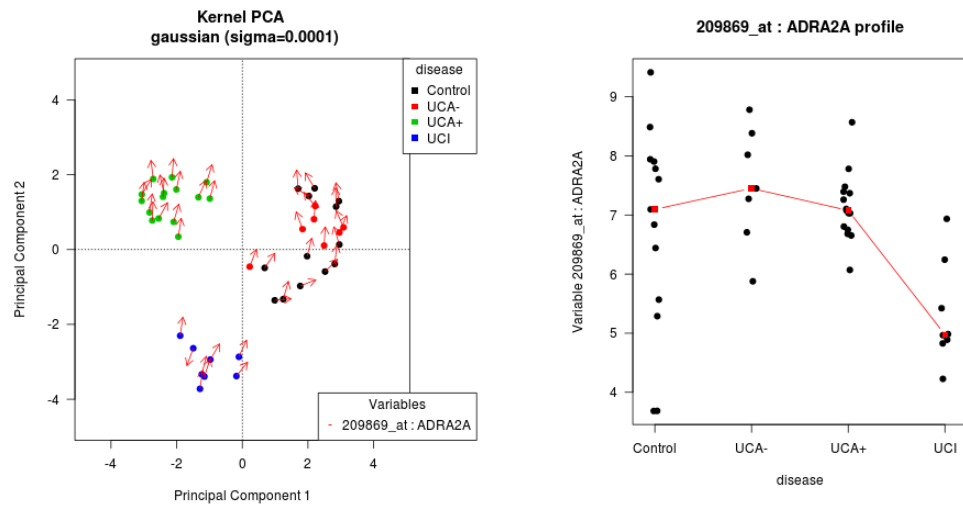 Kernel PCA
gaussian (sigma=0.0001)
disease
Control
UCA-
UCA+
UCI
4
2
0
-2
-4
Principal Component 2
Variables
209869_at : ADRA2A
-4 -2 0 2 4
Principal Component 1
209869_at : ADRA2A profile
9
8
7
6
5
4
Variable 209869_at : ADRA2A
Control UCA- UCA+ UCI
disease